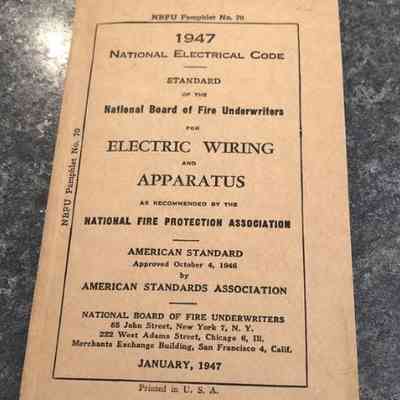 NBFU Pamphlet No. 70
1947
NATIONAL ELECTRICAL CODE
STANDARD
OF THE
National Board of Fire Underwriters
FOR
ELECTRIC WIRING
AND
APPARATUS
AS RECOMMENDED BY THE
NATIONAL FIRE PROTECTION ASSOCIATION
AMERICAN STANDARD
Approved October 4, 1946
by
AMERICAN STANDARDS ASSOCIATION
NATIONAL BOARD OF FIRE UNDERWRITERS
85 John Street, New York 7, N. Y.
222 West Adams Street, Chicago 6, Ill.
Merchants Exchange Building, San Francisco 4, Calif.
JANUARY, 1947
Printed in U. S. A.
NBFU Pamphlet No. 70